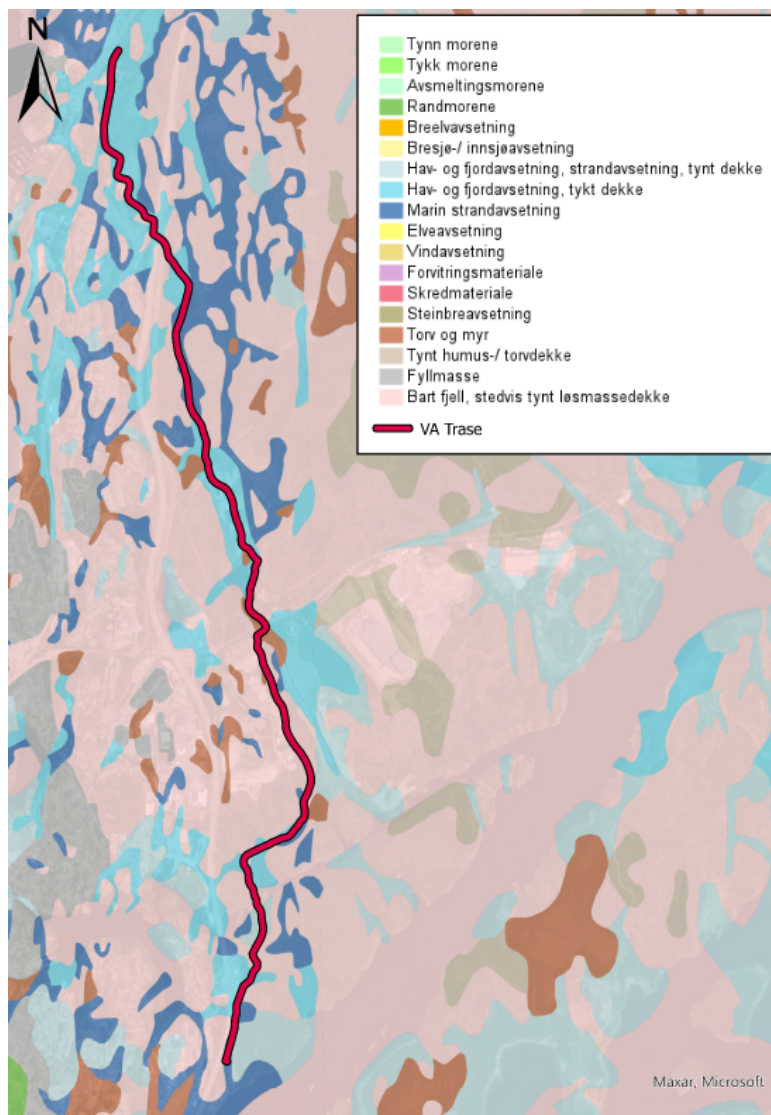 N
Tynn morene
Tykk morene
Avsmeltingsmorene
Randmorene
Breelvavsetning
Bresjø-/ innsjøavsetning
Hav- og fjordavsetning, strandavsetning, tynt dekke
Hav- og fjordavsetning, tykt dekke
Marin strandavsetning
Elveavsetning
Vindavsetning
Forvitringsmateriale
Skredmateriale
Steinbreavsetning
Torv og myr
Tynt humus-/ torvdekke
Fyllmasse
Bart fjell, stedvis tynt løsmassedekke
VA Trase
Maxar, Microsoft